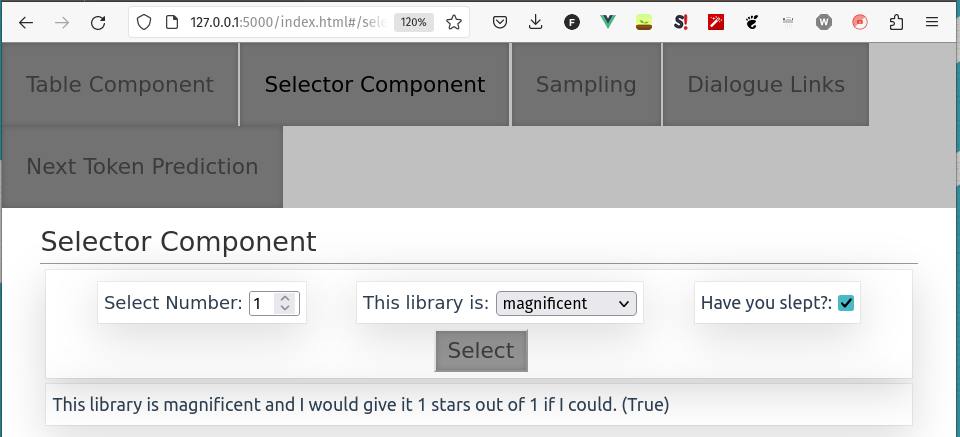 127.0.0.1:5000/index.html#/sele
120%
Table Component
Selector Component
Sampling
Dialogue Links
Next Token Prediction
Selector Component
Select Number: 1
This library is: magnificent
Have you slept?:
Select
This library is magnificent and I would give it 1 stars out of 1 if I could. (True)